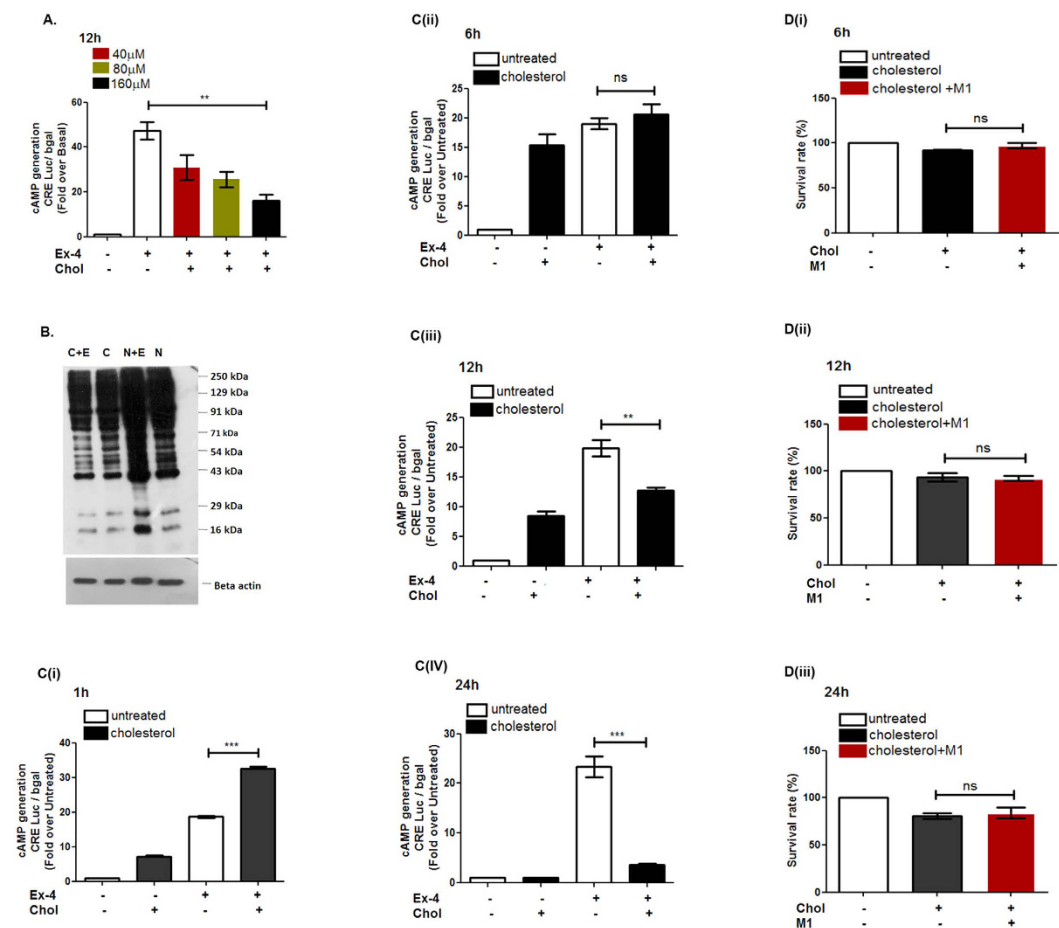 A.
12h
40μM
80μM
160μM
**
60
40
20
0
cAMP generation
CRE Luc/ bgal
(Fold over Basal)
Ex-4 - + + + +
Chol - - + + +
B.
C+E C N+E N
250 kDa
129 kDa
91 kDa
71 kDa
54 kDa
43 kDa
29 kDa
16 kDa
Beta actin
C(i)
1h
untreated
cholesterol
***
40
30
20
10
0
cAMP generation
CRE Luc / bgal
(Fold over Untreated)
Ex-4 - - + +
Chol - + - +
C(ii)
6h
untreated
cholesterol
ns
25
20
15
10
5
0
cAMP generation
CRE Luc / bgal
(Fold over Untreated)
Ex-4 - - + +
Chol - + - +
C(iii)
12h
untreated
cholesterol
**
25
20
15
10
5
0
cAMP generation
CRE Luc / bgal
(Fold over Untreated)
Ex-4 - - + +
Chol - + - +
C(IV)
24h
untreated
cholesterol
***
30
20
10
0
cAMP generation
CRE Luc / bgal
(Fold over Untreated)
Ex-4 - - + +
Chol - + - +
D(i)
6h
untreated
cholesterol
cholesterol +M1
ns
150
100
50
0
Survival rate (%)
Chol - + +
M1 - - +
D(ii)
12h
untreated
cholesterol
cholesterol+M1
ns
150
100
50
0
Survival rate (%)
Chol - + +
M1 - - +
D(iii)
24h
untreated
cholesterol
cholesterol+M1
ns
150
100
50
0
Survival rate (%)
Chol - + +
M1 - - +